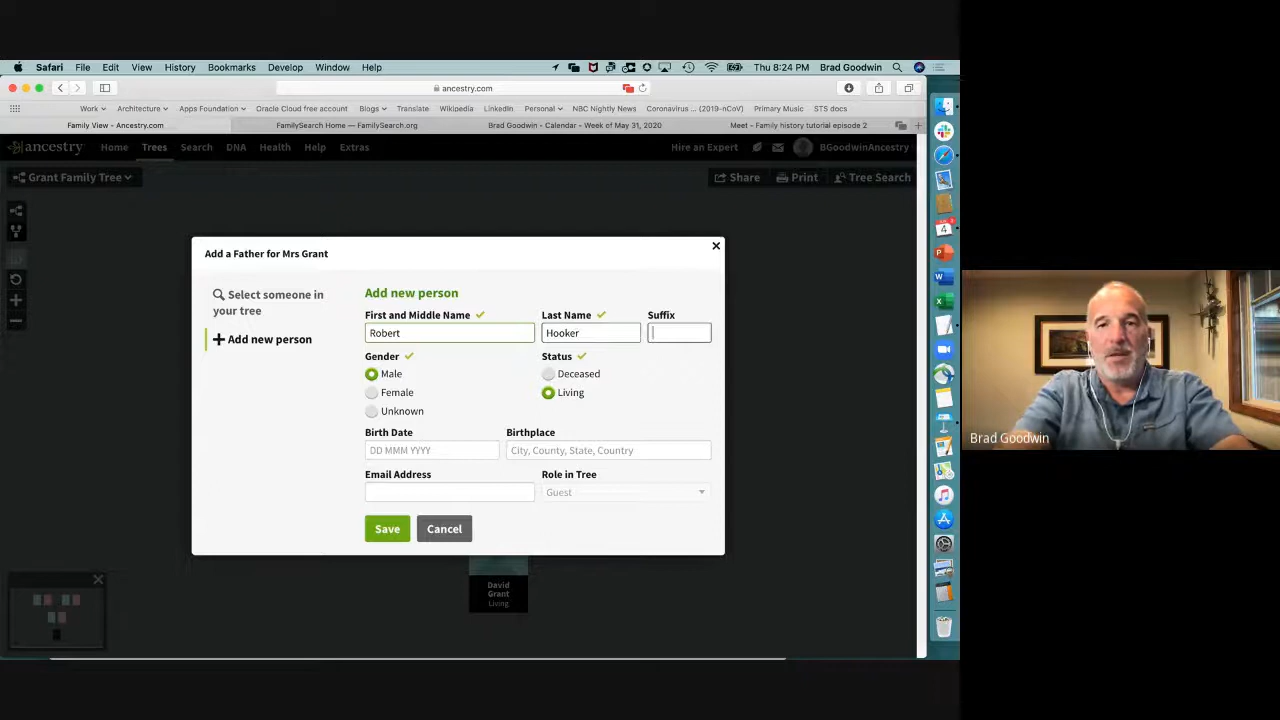 Safari File Edit View History Bookmarks Develop Window Help Thu 8:24 PM Brad Goodwin
ancestry.com
Work Architecture Apps Foundation Oracle Cloud free account Blogs Translate Wikipedia LinkedIn Personal NBC Nightly News Coronavirus ... (2019-nCoV) Primary Music STS docs
Family View - Ancestry.com FamilySearch Home — FamilySearch.org Brad Goodwin - Calendar - Week of May 31, 2020 Meet - Family history tutorial episode 2
ancestry Home Trees Search DNA Health Help Extras Hire an Expert BGoodwinAncestry
Grant Family Tree Share Print Tree Search
Add a Father for Mrs Grant
Select someone in
your tree
Add new person
Add new person
First and Middle Name Last Name Suffix
Robert Hooker
Gender Status
Male Deceased
Female Living
Unknown
Birth Date Birthplace
DD MMM YYYY City, County, State, Country
Email Address Role in Tree
Guest
Save Cancel
David
Grant
Living
Brad Goodwin